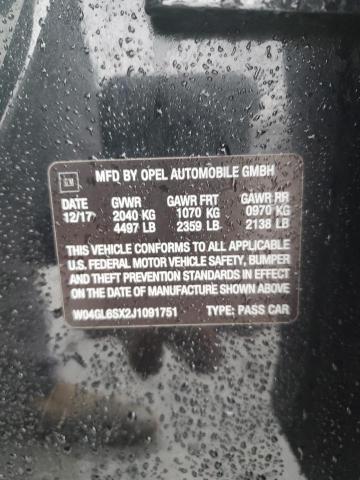 GM
MFD BY OPEL AUTOMOBILE GMBH
DATE GVWR GAWR FRT GAWR RR
12/17 2040 KG 1070 KG 0970 KG
4497 LB 2359 LB 2138 LB
THIS VEHICLE CONFORMS TO ALL APPLICABLE
U.S. FEDERAL MOTOR VEHICLE SAFETY, BUMPER
AND THEFT PREVENTION STANDARDS IN EFFECT
ON THE DATE OF MANUFACTURE SHOWN ABOVE.
W04GL6SX2J1091751 TYPE: PASS CAR